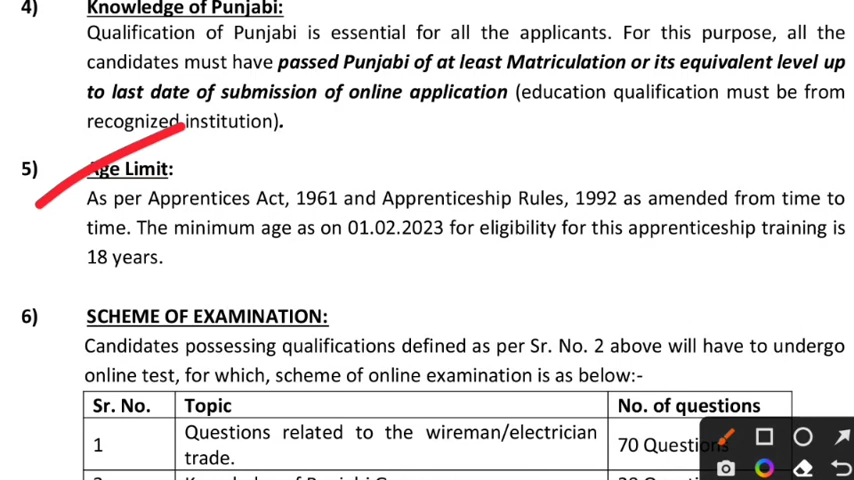 4) Knowledge of Punjabi:
Qualification of Punjabi is essential for all the applicants. For this purpose, all the
candidates must have passed Punjabi of at least Matriculation or its equivalent level up
to last date of submission of online application (education qualification must be from
recognized institution).
5) Age Limit:
As per Apprentices Act, 1961 and Apprenticeship Rules, 1992 as amended from time to
time. The minimum age as on 01.02.2023 for eligibility for this apprenticeship training is
18 years.
6) SCHEME OF EXAMINATION:
Candidates possessing qualifications defined as per Sr. No. 2 above will have to undergo
online test, for which, scheme of online examination is as below:-
Sr. No. Topic No. of questions
1 Questions related to the wireman/electrician 70 Questions
trade.